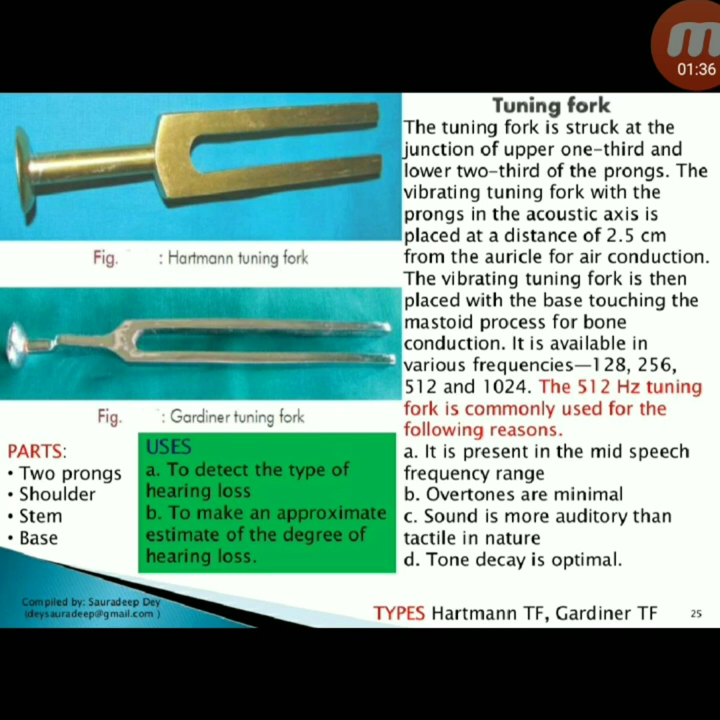 m
01:36
Tuning fork
The tuning fork is struck at the
junction of upper one-third and
lower two-third of the prongs. The
vibrating tuning fork with the
prongs in the acoustic axis is
placed at a distance of 2.5 cm
from the auricle for air conduction.
The vibrating tuning fork is then
placed with the base touching the
mastoid process for bone
conduction. It is available in
various frequencies—128, 256,
512 and 1024. The 512 Hz tuning
fork is commonly used for the
following reasons.
a. It is present in the mid speech
frequency range
b. Overtones are minimal
c. Sound is more auditory than
tactile in nature
d. Tone decay is optimal.
Fig. : Hartmann tuning fork
Fig. : Gardiner tuning fork
PARTS:
• Two prongs
• Shoulder
• Stem
• Base
USES
a. To detect the type of
hearing loss
b. To make an approximate
estimate of the degree of
hearing loss.
Compiled by: Sauradeep Dey
(deysauradeep@gmail.com )
TYPES Hartmann TF, Gardiner TF
25